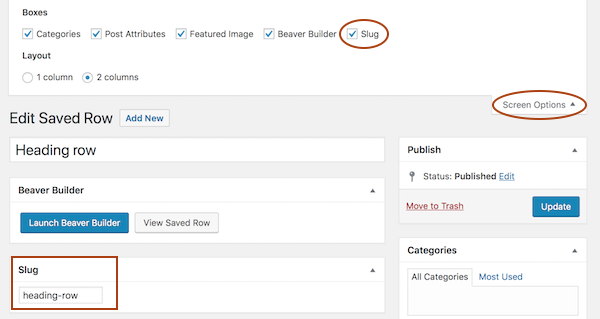 Boxes
Categories Post Attributes Featured Image Beaver Builder Slug
Layout
1 column 2 columns
Screen Options
Edit Saved Row Add New
Heading row
Publish
Status: Published Edit
Move to Trash Update
Beaver Builder
Launch Beaver Builder View Saved Row
Categories
All Categories Most Used
Slug
heading-row